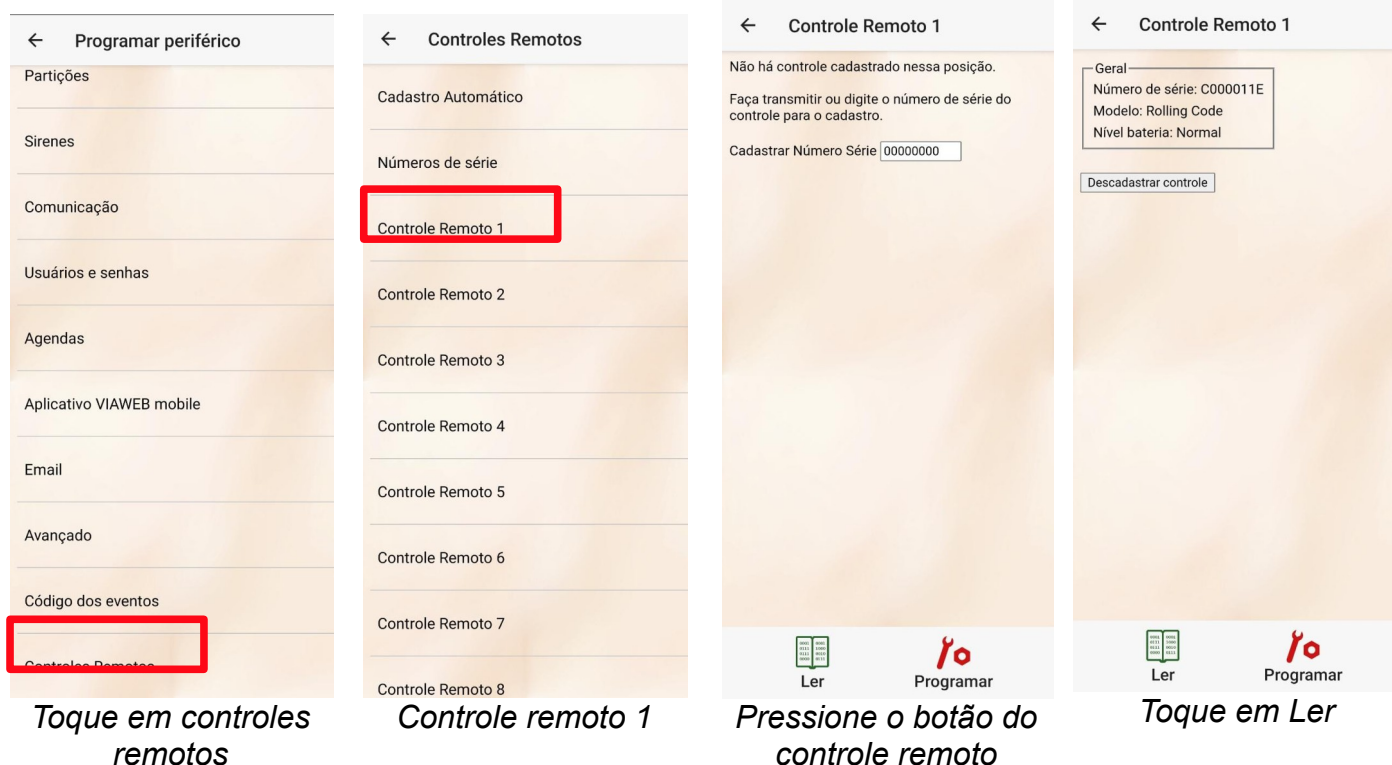 Programar periférico
Partições
Sirenes
Comunicação
Usuários e senhas
Agendas
Aplicativo VIAWEB mobile
Email
Avançado
Código dos eventos
Controles Remotos
Toque em controles
remotos
Controles Remotos
Cadastro Automático
Números de série
Controle Remoto 1
Controle Remoto 2
Controle Remoto 3
Controle Remoto 4
Controle Remoto 5
Controle Remoto 6
Controle Remoto 7
Controle Remoto 8
Controle remoto 1
Controle Remoto 1
Não há controle cadastrado nessa posição.
Faça transmitir ou digite o número de série do
controle para o cadastro.
Cadastrar Número Série 00000000
Ler Programar
Pressione o botão do
controle remoto
Controle Remoto 1
Geral
Número de série: C000011E
Modelo: Rolling Code
Nível bateria: Normal
Descadastrar controle
Ler Programar
Toque em Ler